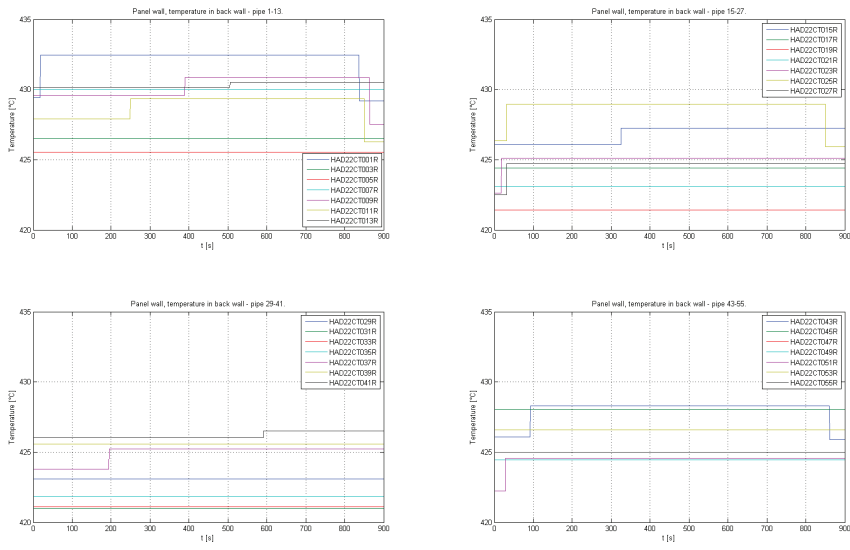 Panel wall, temperature in back wall - pipe 1-13.
435
430
425
420
Temperature [°C]
0 100 200 300 400 500 600 700 800 900
t [s]
HAD22CT001R
HAD22CT003R
HAD22CT005R
HAD22CT007R
HAD22CT009R
HAD22CT011R
HAD22CT013R
Panel wall, temperature in back wall - pipe 15-27.
435
430
425
420
Temperature [°C]
0 100 200 300 400 500 600 700 800 900
t [s]
HAD22CT015R
HAD22CT017R
HAD22CT019R
HAD22CT021R
HAD22CT023R
HAD22CT025R
HAD22CT027R
Panel wall, temperature in back wall - pipe 29-41.
435
430
425
420
Temperature [°C]
0 100 200 300 400 500 600 700 800 900
t [s]
HAD22CT029R
HAD22CT031R
HAD22CT033R
HAD22CT035R
HAD22CT037R
HAD22CT039R
HAD22CT041R
Panel wall, temperature in back wall - pipe 43-55.
435
430
425
420
Temperature [°C]
0 100 200 300 400 500 600 700 800 900
t [s]
HAD22CT043R
HAD22CT045R
HAD22CT047R
HAD22CT049R
HAD22CT051R
HAD22CT053R
HAD22CT055R